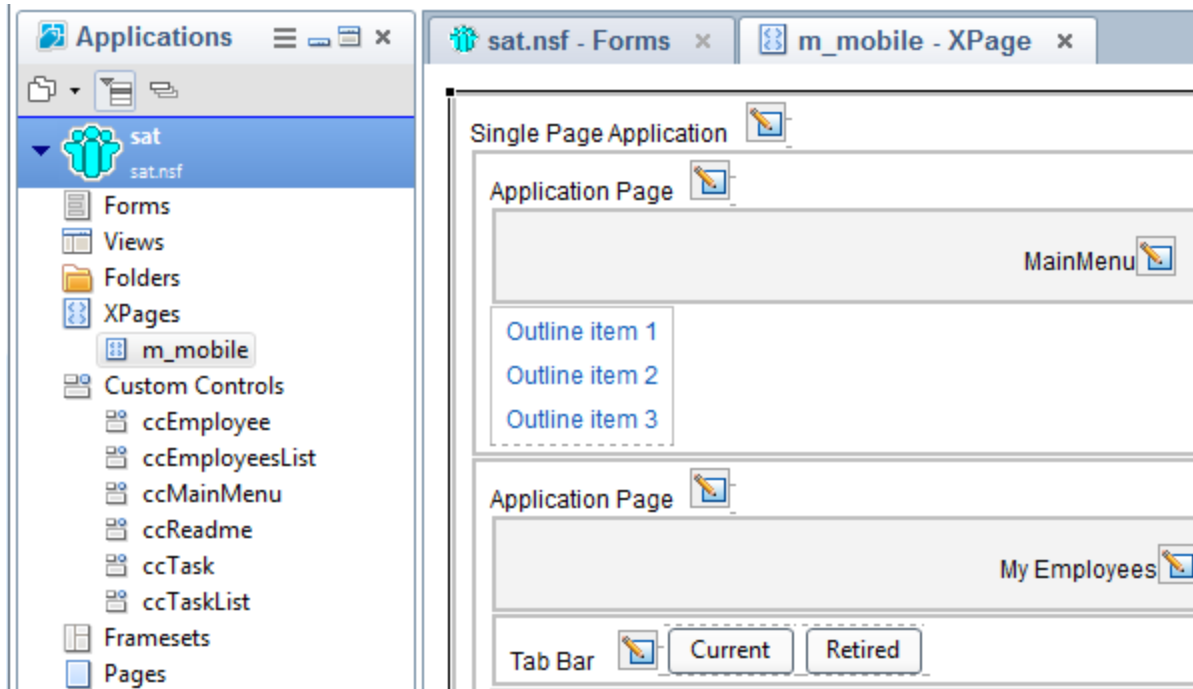 Applications
sat
sat.nsf
Forms
Views
Folders
XPages
m_mobile
Custom Controls
ccEmployee
ccEmployeesList
ccMainMenu
ccReadme
ccTask
ccTaskList
Framesets
Pages
sat.nsf - Forms
m_mobile - XPage
Single Page Application
Application Page
MainMenu
Outline item 1
Outline item 2
Outline item 3
Application Page
My Employees
Tab Bar Current Retired